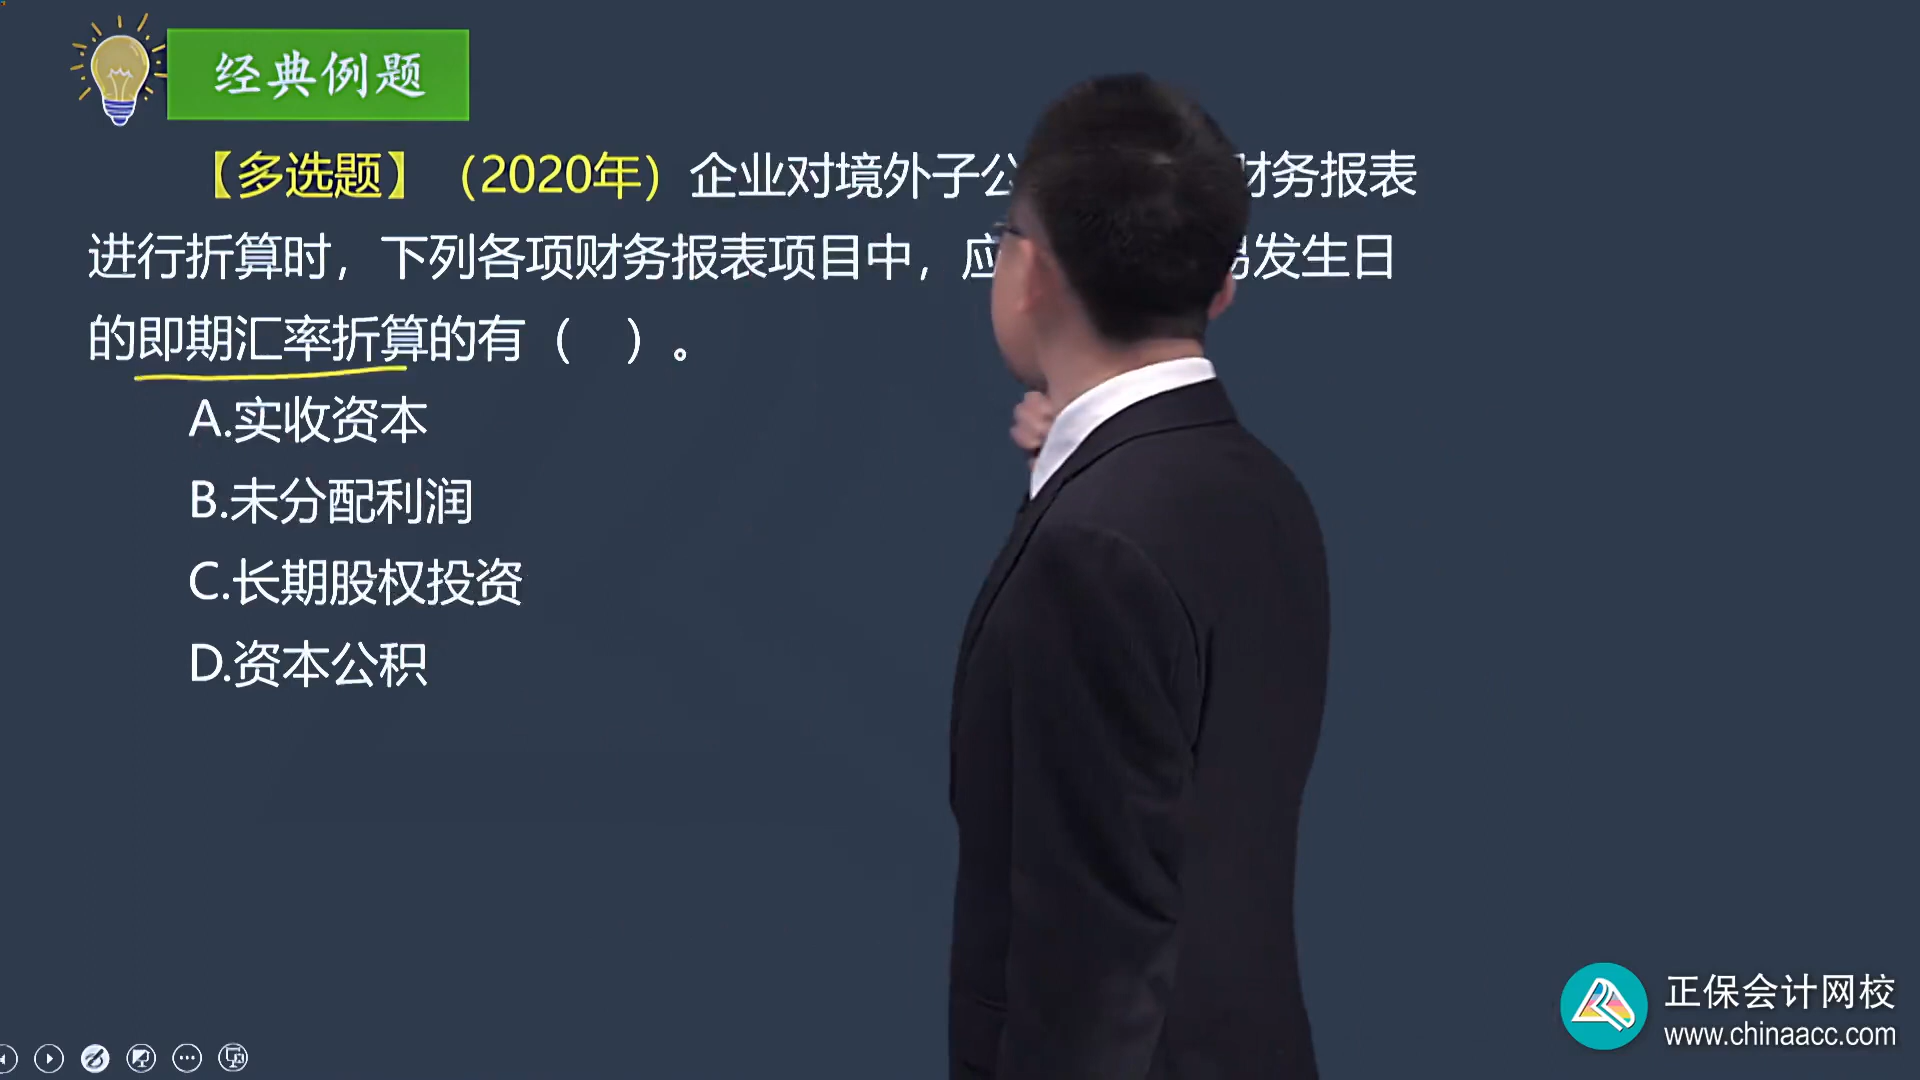 经典例题
【多选题】（2020年）企业对境外子公 财务报表
进行折算时，下列各项财务报表项目中，应 易发生日
的即期汇率折算的有（ ）。
A.实收资本
B.未分配利润
C.长期股权投资
D.资本公积
正保会计网校
www.chinaacc.com